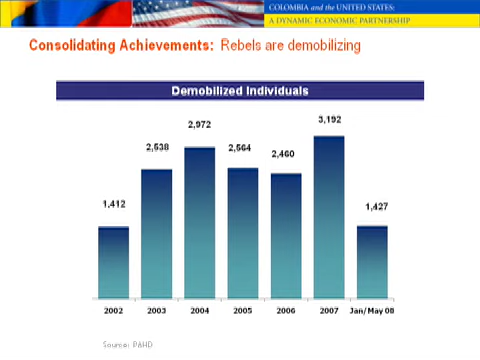 COLOMBIA and the UNITED STATES:
A DYNAMIC ECONOMIC PARTNERSHIP
Consolidating Achievements: Rebels are demobilizing
Demobilized Individuals
1,412
2,538
2,972
2,564
2,460
3,192
1,427
2002 2003 2004 2005 2006 2007 Jan/May 08
Source: PAHD